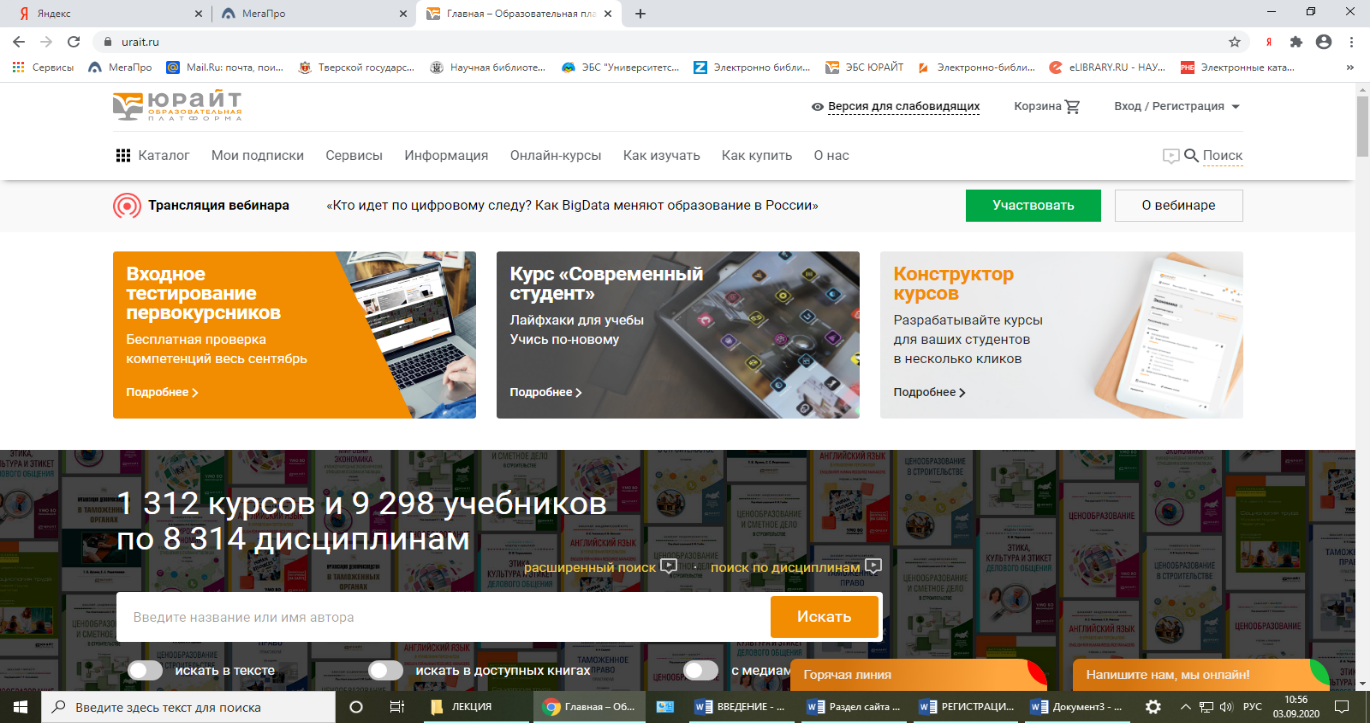 Яндекс
МегаПро
Главная – Образовательная пла
urait.ru
Сервисы
МегаПро
Mail.Ru: почта, пои...
Тверской государс...
Научная библиоте...
ЭБС "Университетс...
Электронно библи...
ЭБС ЮРАЙТ
Электронно-библи...
eLIBRARY.RU - НАУ...
Электронные ката...
ЮРАЙТ
ОБРАЗОВАТЕЛЬНАЯ
ПЛАТФОРМА
Версия для слабовидящих
Корзина
Вход / Регистрация
Каталог
Мои подписки
Сервисы
Информация
Онлайн-курсы
Как изучать
Как купить
О нас
Поиск
Трансляция вебинара
«Кто идет по цифровому следу? Как BigData меняют образование в России»
Участвовать
О вебинаре
Входное
тестирование
первокурсников
Бесплатная проверка
компетенций весь сентябрь
Подробнее
Курс «Современный
студент»
Лайфхаки для учебы
Учись по-новому
Подробнее
Конструктор
курсов
Разрабатывайте курсы
для ваших студентов
в несколько кликов
Подробнее
1 312 курсов и 9 298 учебников
по 8 314 дисциплинам
расширенный поиск
поиск по дисциплинам
Введите название или имя автора
Искать
искать в тексте
искать в доступных книгах
с медиам
Горячая линия
Напишите нам, мы онлайн!
Введите здесь текст для поиска
ЛЕКЦИЯ
Главная – Об...
ВВЕДЕНИЕ - ...
Раздел сайта ...
РЕГИСТРАЦИ...
Документ3 - ...
РУС
10:56
03.09.2020